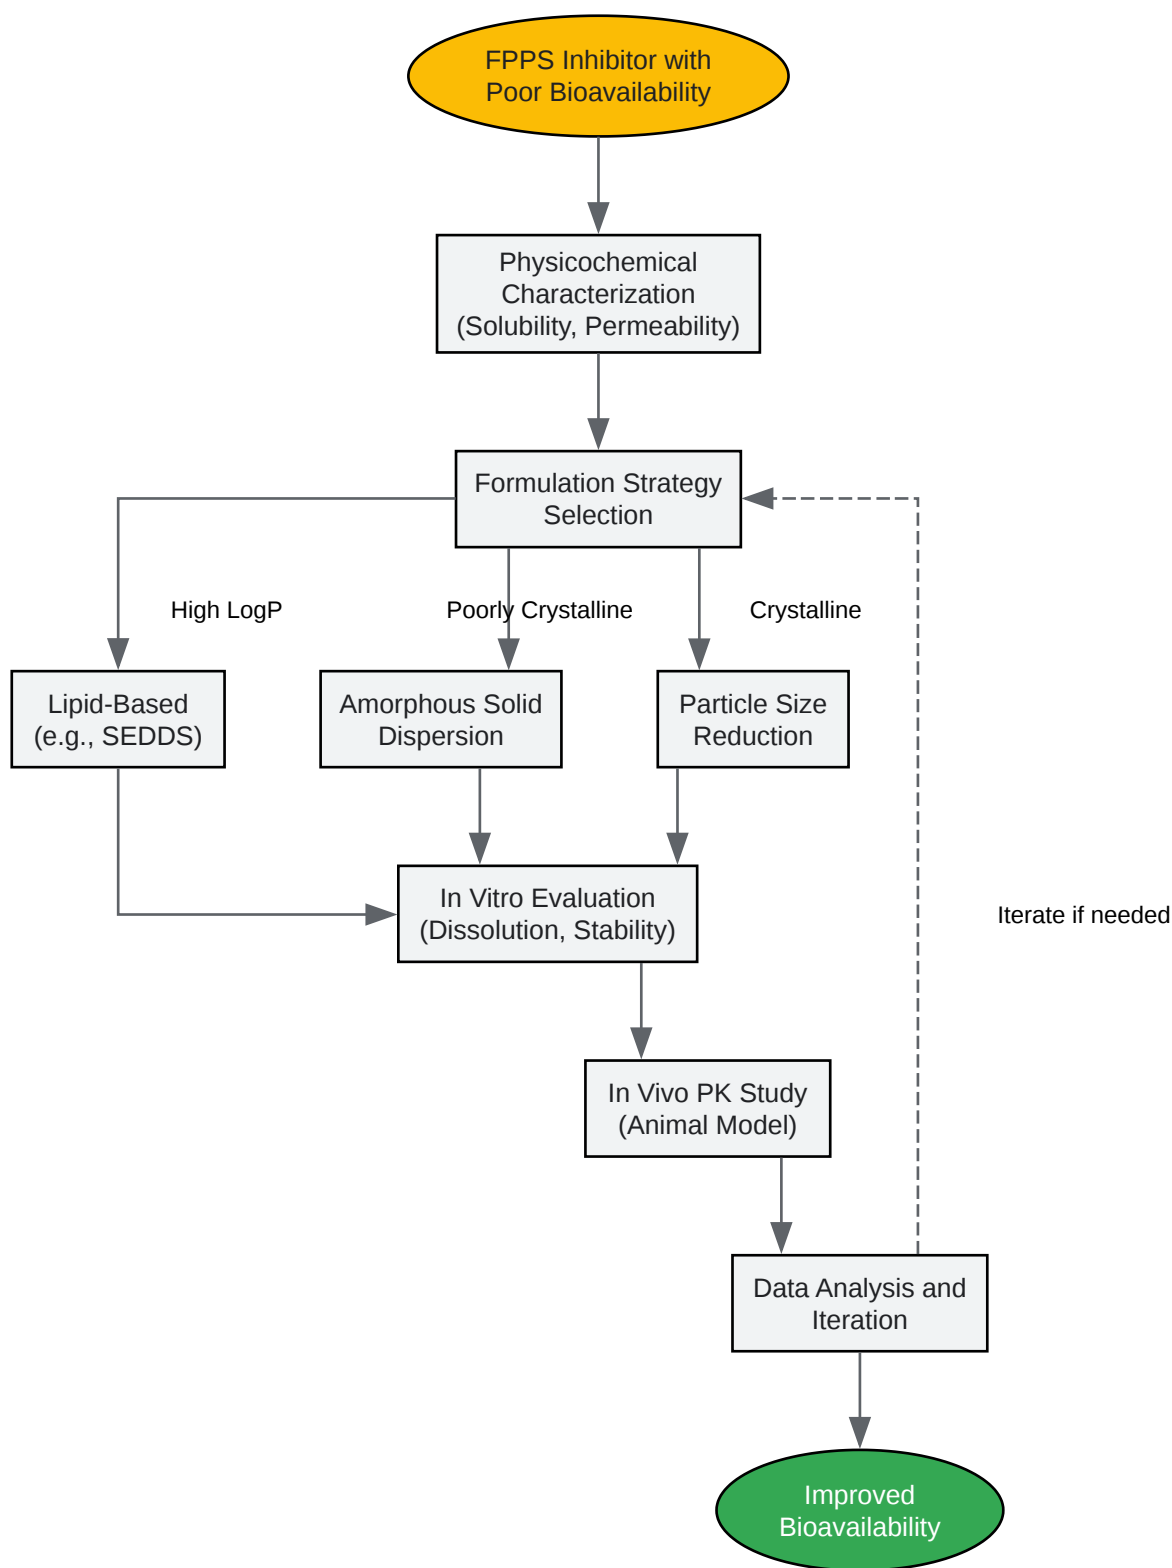 FPPS Inhibitor with
Poor Bioavailability
Physicochemical
Characterization
(Solubility, Permeability)
Formulation Strategy
Selection
High LogP
Poorly Crystalline
Crystalline
Lipid-Based
(e.g., SEDDS)
Amorphous Solid
Dispersion
Particle Size
Reduction
In Vitro Evaluation
(Dissolution, Stability)
Iterate if needed
In Vivo PK Study
(Animal Model)
Data Analysis and
Iteration
Improved
Bioavailability